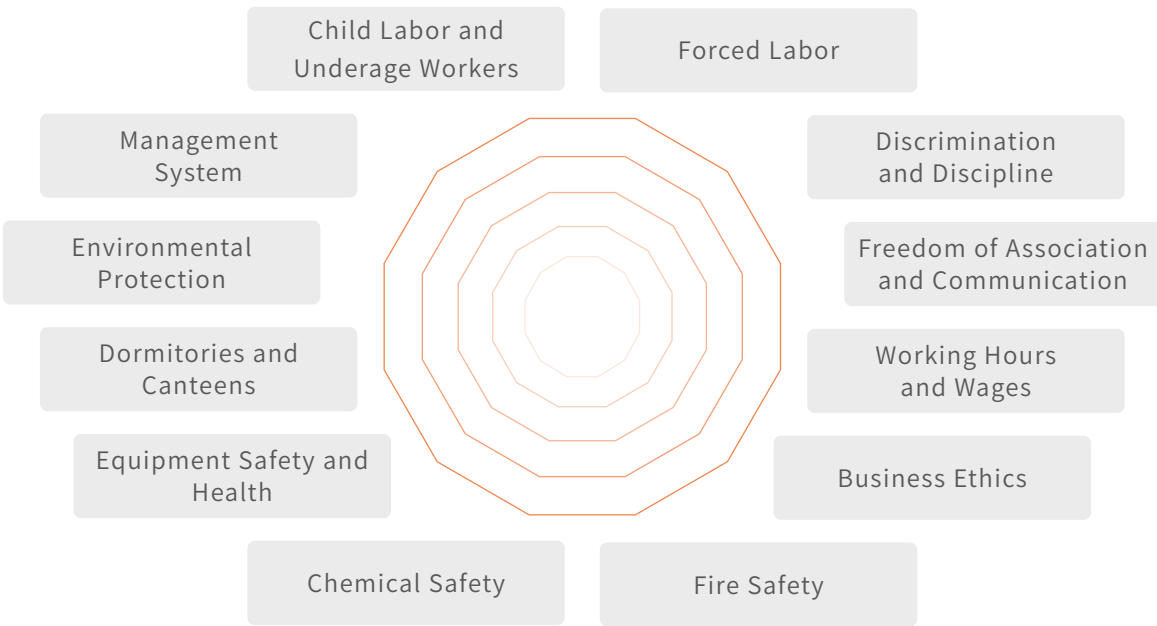 Child Labor and
Underage Workers
Forced Labor
Management
System
Discrimination
and Discipline
Environmental
Protection
Freedom of Association
and Communication
Dormitories and
Canteens
Working Hours
and Wages
Equipment Safety and
Health
Business Ethics
Chemical Safety
Fire Safety